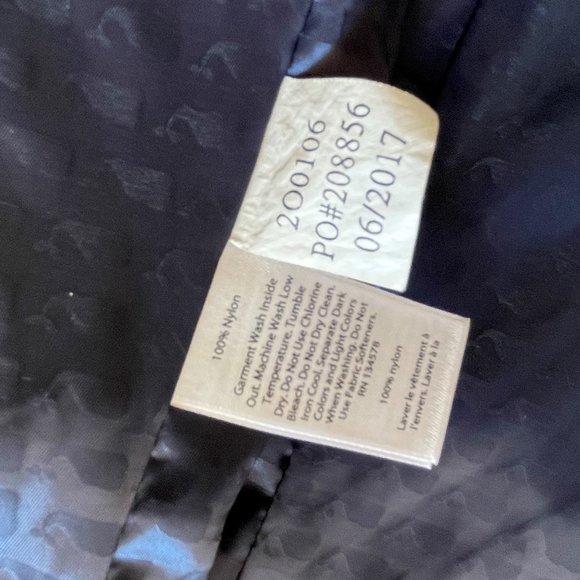 2O0106
PO#208856
06/2017
100% Nylon
Garment Wash Inside
Out. Machine Wash Low
Temperature. Tumble
Dry. Do Not Use Chlorine
Bleach. Do Not Dry Clean.
Iron Cool. Separate Dark
Colors and Light Colors
When Washing. Do Not
Use Fabric Softeners.
RN 134578
100% nylon
Laver le vêtement à
l'envers. Laver à la